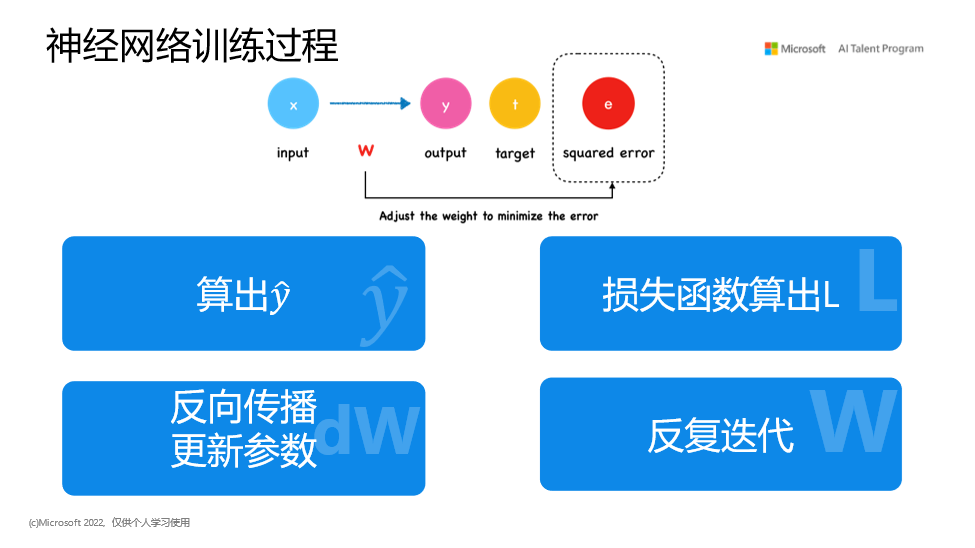 神经网络训练过程
Microsoft AI Talent Program
x
y
t
e
input
W
output
target
squared error
Adjust the weight to minimize the error
算出ŷ
ŷ
损失函数算出L
L
反向传播
更新参数
dW
反复迭代
W
(c)Microsoft 2022, 仅供个人学习使用